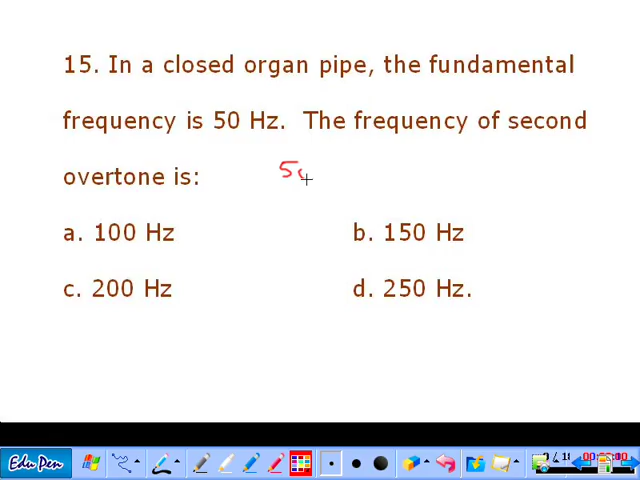 15. In a closed organ pipe, the fundamental
frequency is 50 Hz. The frequency of second
overtone is:
a. 100 Hz
b. 150 Hz
c. 200 Hz
d. 250 Hz.
Edu Pen